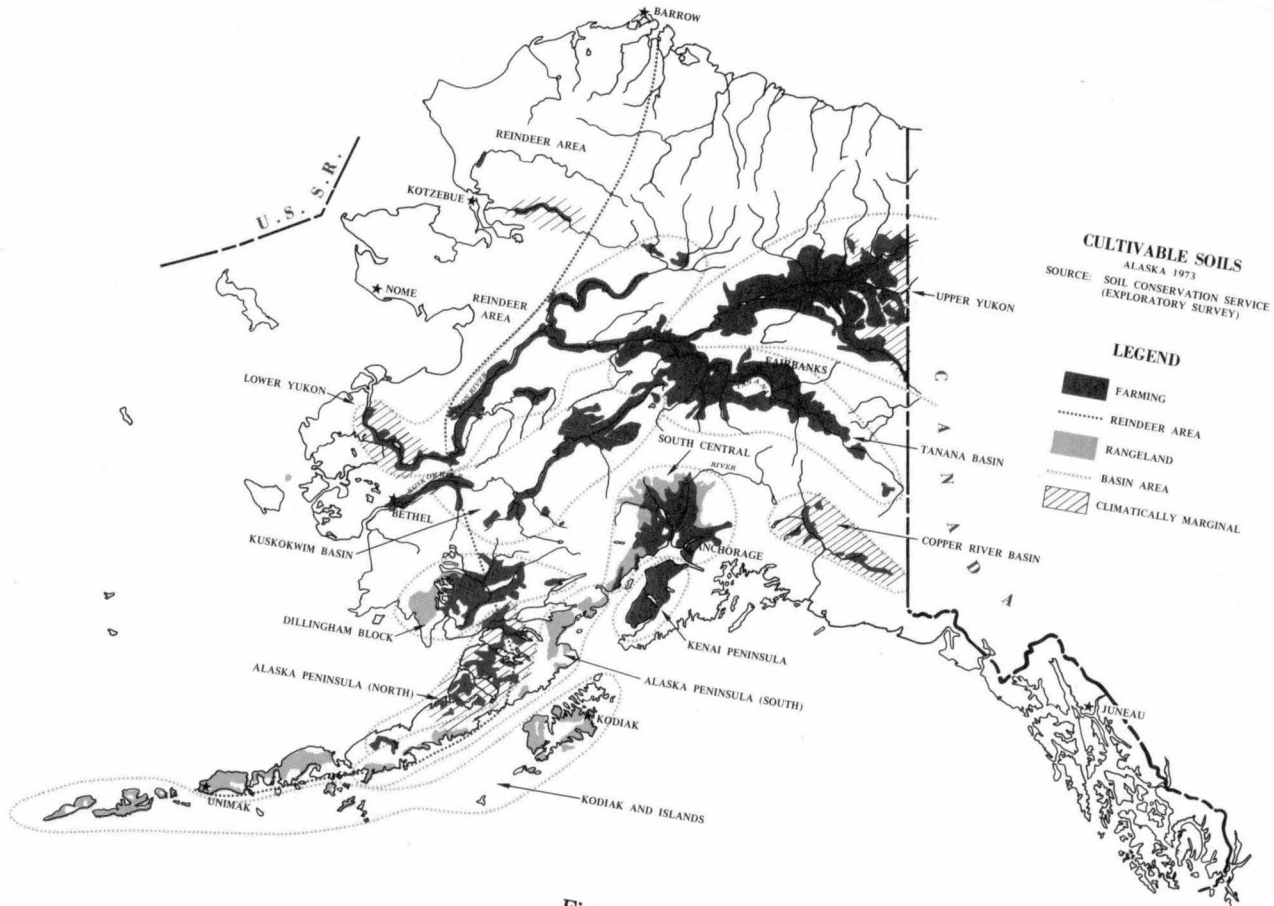 BARROW
REINDEER AREA
KOTZEBUE
U. S. S.R.
NOME
REINDEER
AREA
LOWER YUKON
RIVER
BETHEL
KUSKOKWIM BASIN
DILLINGHAM BLOCK
ALASKA PENINSULA (NORTH)
UNIMAK
KODIAK
KODIAK AND ISLANDS
ALASKA PENINSULA (SOUTH)
KENAI PENINSULA
ANCHORAGE
SOUTH CENTRAL
RIVER
COPPER RIVER BASIN
TANANA BASIN
FAIRBANKS
UPPER YUKON
CANADA
JUNEAU
CULTIVABLE SOILS
ALASKA 1973
SOURCE: SOIL CONSERVATION SERVICE
(EXPLORATORY SURVEY)
LEGEND
FARMING
REINDEER AREA
RANGELAND
BASIN AREA
CLIMATICALLY MARGINAL